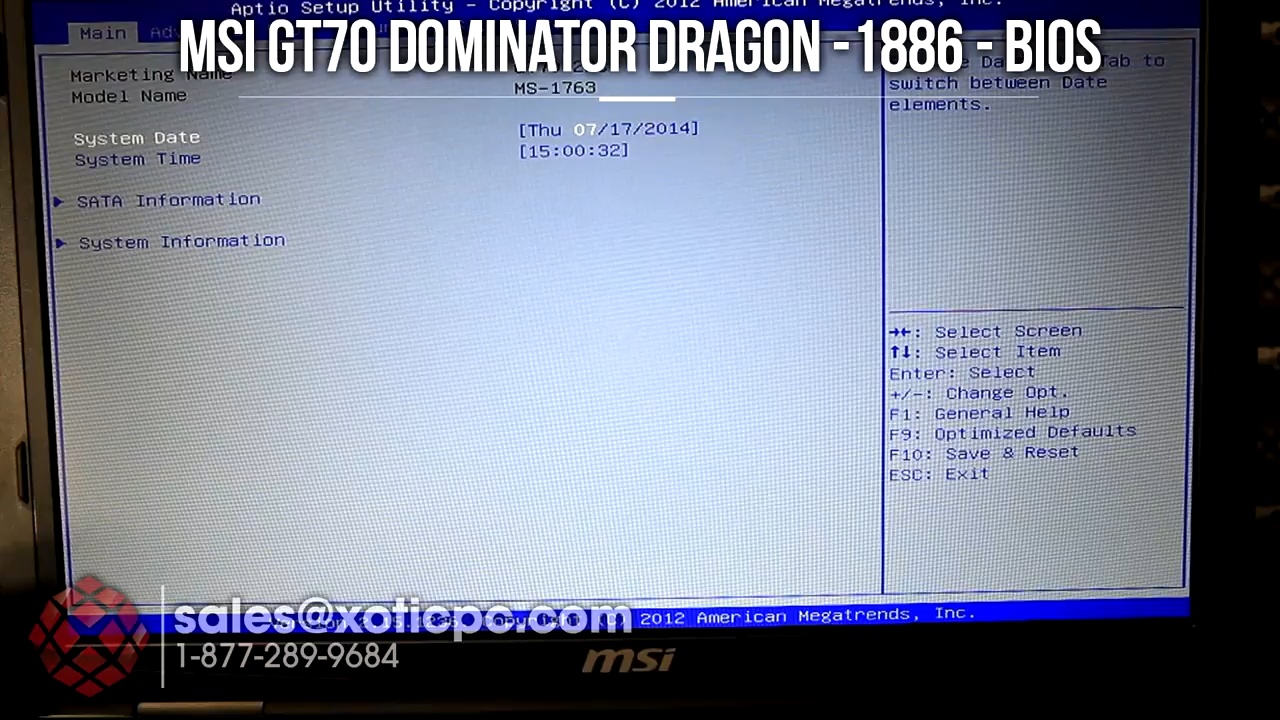 Aptio Setup Utility - Copyright (C) 2012 American Megatrends, Inc.
Main
MSI GT70 DOMINATOR DRAGON -1886 - BIOS
Marketing Name
Model Name MS-1763
Tab to
switch between Date
elements.
System Date [Thu 07/17/2014]
System Time [15:00:32]
SATA Information
System Information
→←: Select Screen
↑↓: Select Item
Enter: Select
+/-: Change Opt.
F1: General Help
F9: Optimized Defaults
F10: Save & Reset
ESC: Exit
Copyright (C) 2012 American Megatrends, Inc.
sales@xoticpc.com
1-877-289-9684
msi